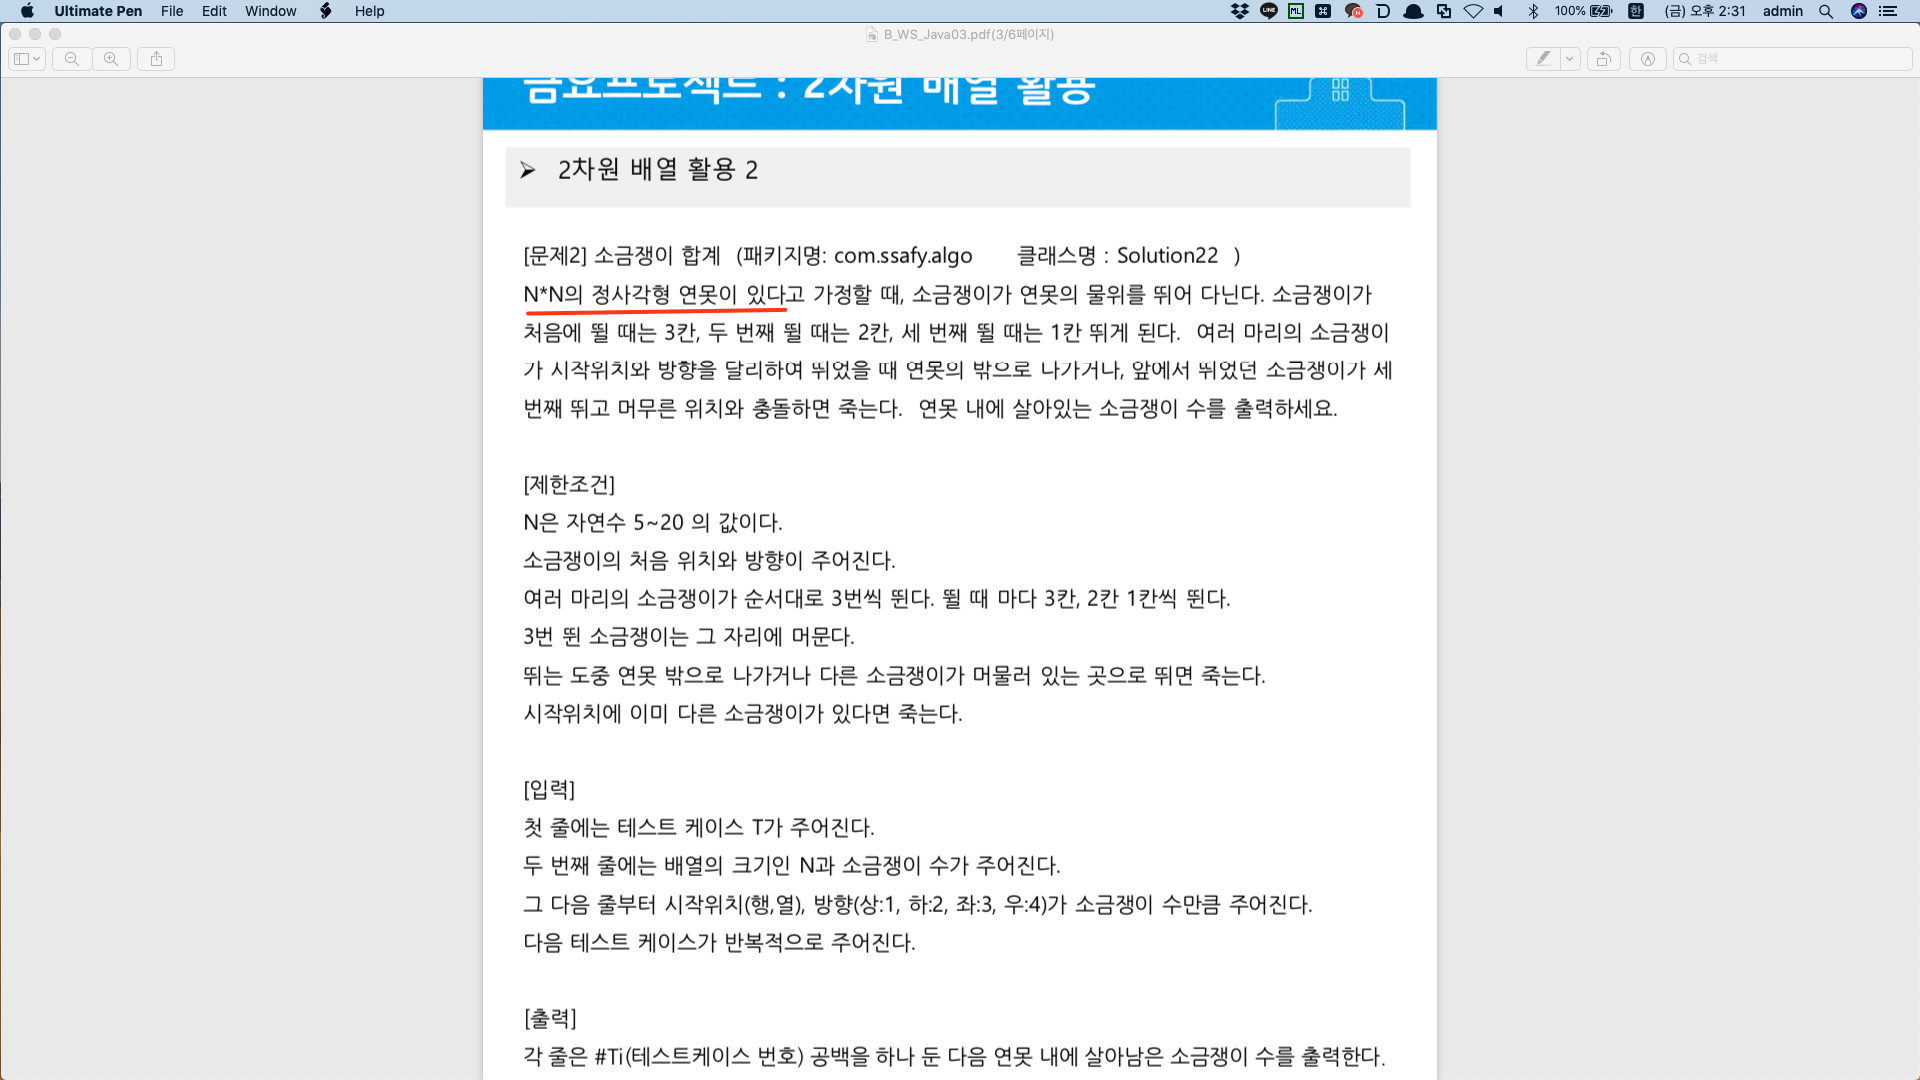 Ultimate Pen File Edit Window Help 100% 한 (금) 오후 2:31 admin
B_WS_Java03.pdf(3/6페이지)
검색
금요프로젝트 : 2차원 배열 활용
➢ 2차원 배열 활용 2
[문제2] 소금쟁이 합계 (패키지명: com.ssafy.algo 클래스명 : Solution22 )
N*N의 정사각형 연못이 있다고 가정할 때, 소금쟁이가 연못의 물위를 뛰어 다닌다. 소금쟁이가
처음에 뛸 때는 3칸, 두 번째 뛸 때는 2칸, 세 번째 뛸 때는 1칸 뛰게 된다. 여러 마리의 소금쟁이
가 시작위치와 방향을 달리하여 뛰었을 때 연못의 밖으로 나가거나, 앞에서 뛰었던 소금쟁이가 세
번째 뛰고 머무른 위치와 충돌하면 죽는다. 연못 내에 살아있는 소금쟁이 수를 출력하세요.
[제한조건]
N은 자연수 5~20 의 값이다.
소금쟁이의 처음 위치와 방향이 주어진다.
여러 마리의 소금쟁이가 순서대로 3번씩 뛴다. 뛸 때 마다 3칸, 2칸 1칸씩 뛴다.
3번 뛴 소금쟁이는 그 자리에 머문다.
뛰는 도중 연못 밖으로 나가거나 다른 소금쟁이가 머물러 있는 곳으로 뛰면 죽는다.
시작위치에 이미 다른 소금쟁이가 있다면 죽는다.
[입력]
첫 줄에는 테스트 케이스 T가 주어진다.
두 번째 줄에는 배열의 크기인 N과 소금쟁이 수가 주어진다.
그 다음 줄부터 시작위치(행,열), 방향(상:1, 하:2, 좌:3, 우:4)가 소금쟁이 수만큼 주어진다.
다음 테스트 케이스가 반복적으로 주어진다.
[출력]
각 줄은 #Ti(테스트케이스 번호) 공백을 하나 둔 다음 연못 내에 살아남은 소금쟁이 수를 출력한다.